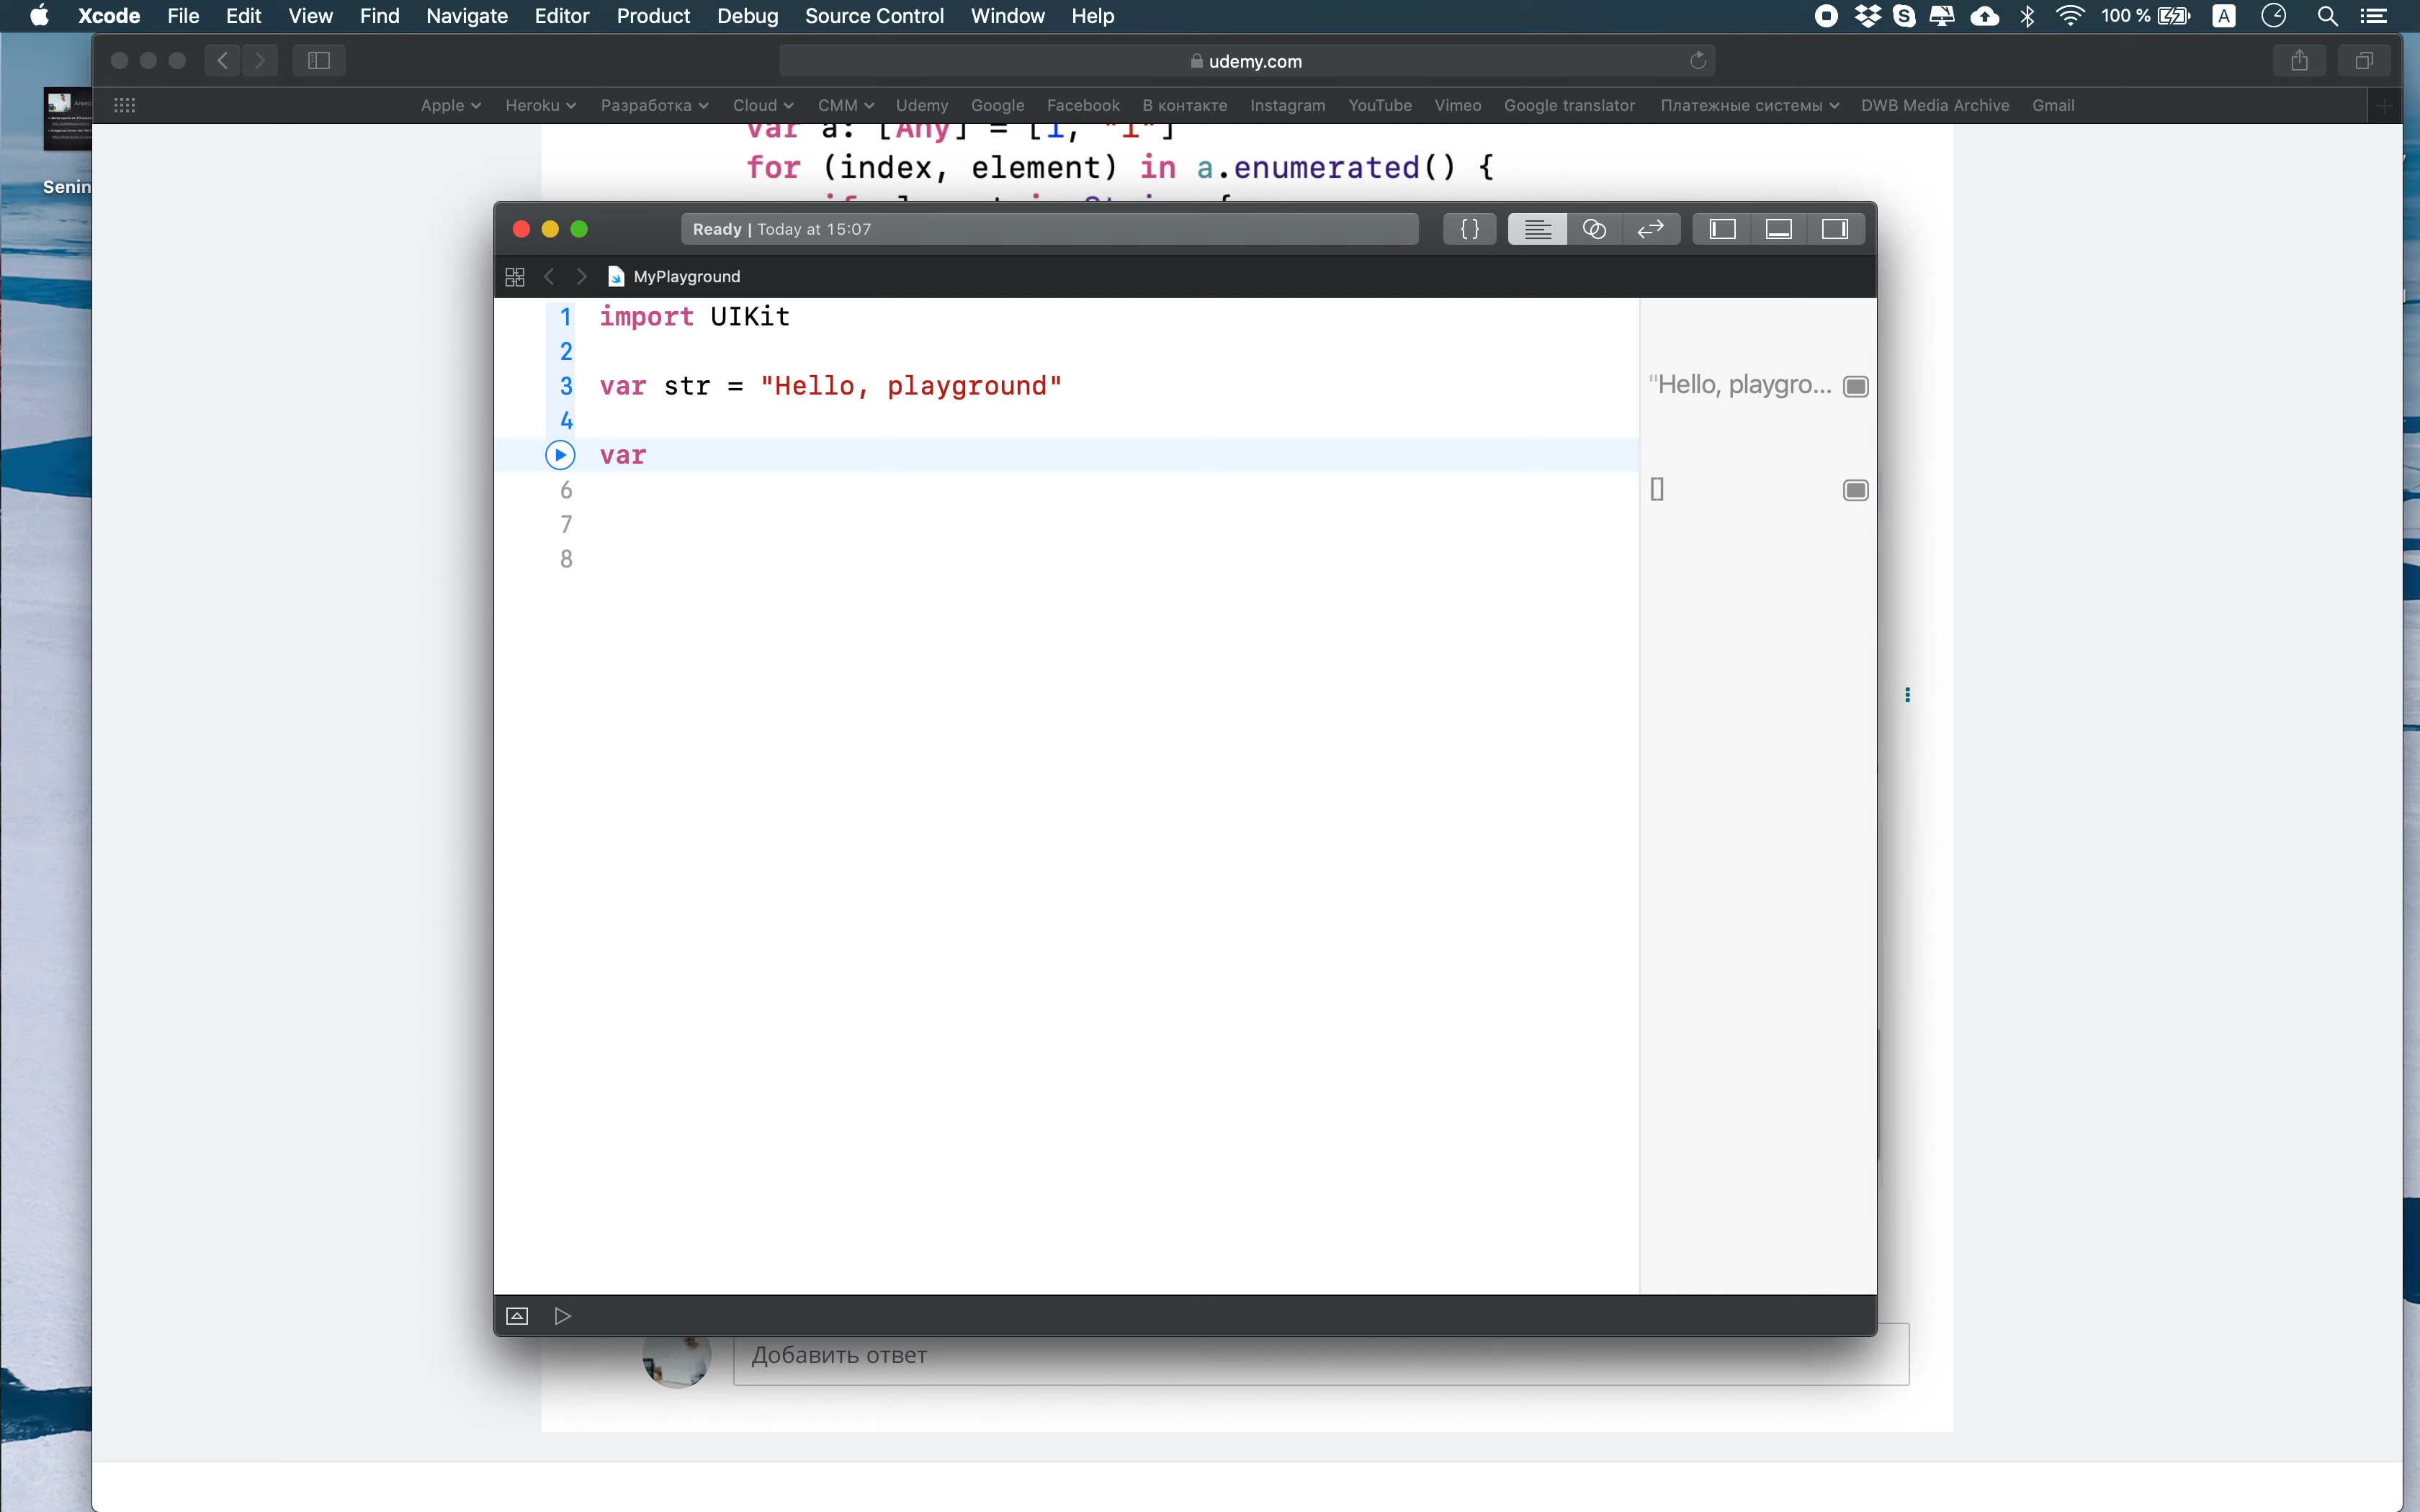 Xcode File Edit View Find Navigate Editor Product Debug Source Control Window Help 100 % A
udemy.com
Apple Heroku Разработка Cloud СММ Udemy Google Facebook В контакте Instagram YouTube Vimeo Google translator Платежные системы DWB Media Archive Gmail
var a: [Any] = [1, "1"]
for (index, element) in a.enumerated() {
Senin
Ready | Today at 15:07
MyPlayground
1 import UIKit
2
3 var str = "Hello, playground" "Hello, playgro...
4
var
6 []
7
8
Добавить ответ